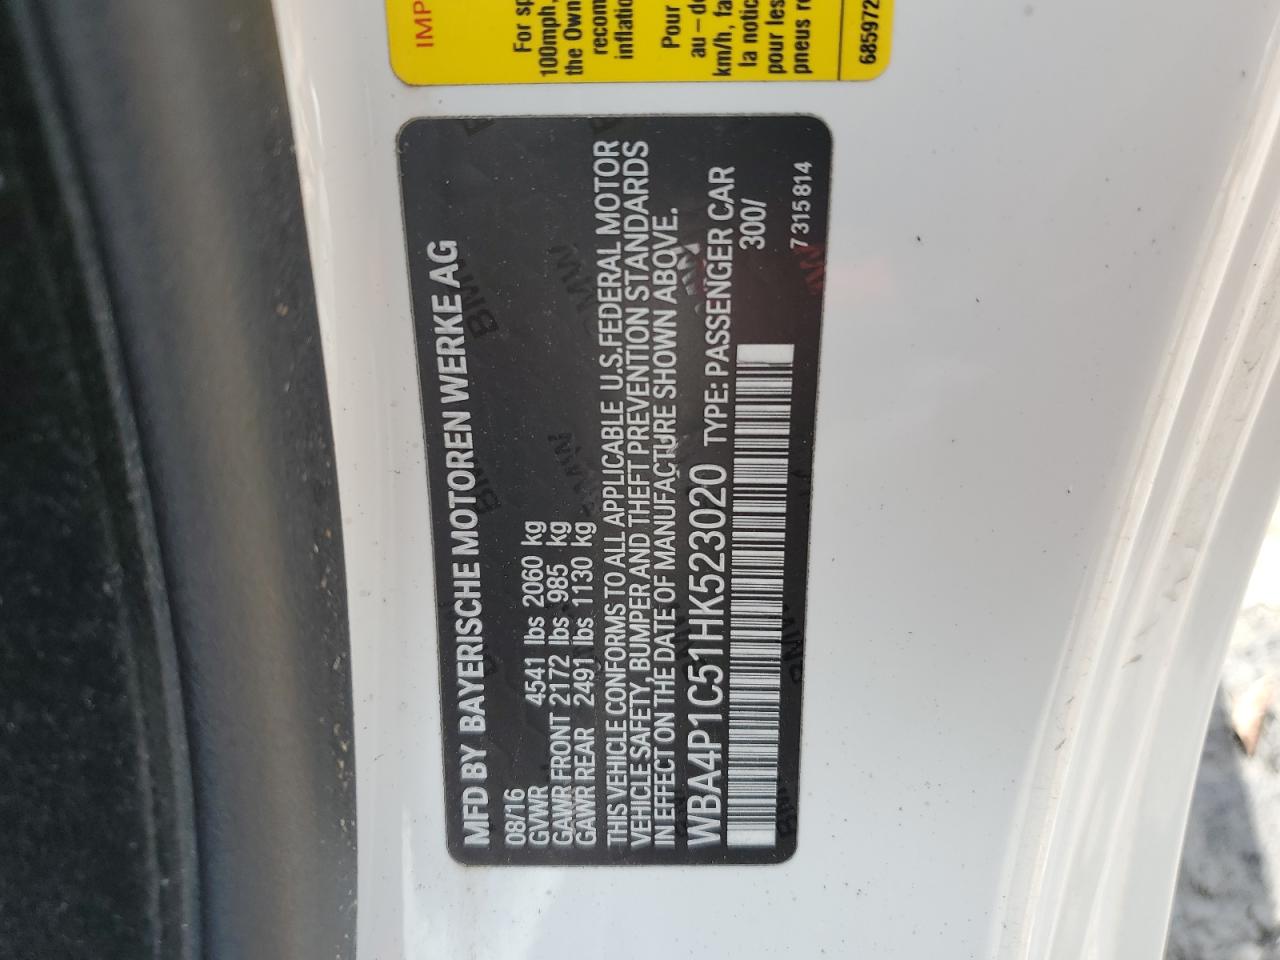 IMP
For sp
100mph,
the Own
recom
inflatio
Pour
au-de
km/h, fa
la notic
pour les
pneus r
685972
MFD BY BAYERISCHE MOTOREN WERKE AG
08/16
GVWR 4541 lbs 2060 kg
GAWR FRONT 2172 lbs 985 kg
GAWR REAR 2491 lbs 1130 kg
THIS VEHICLE CONFORMS TO ALL APPLICABLE U.S.FEDERAL MOTOR
VEHICLE SAFETY, BUMPER AND THEFT PREVENTION STANDARDS
IN EFFECT ON THE DATE OF MANUFACTURE SHOWN ABOVE.
WBA4P1C51HK523020 TYPE: PASSENGER CAR
300/
7 315 814